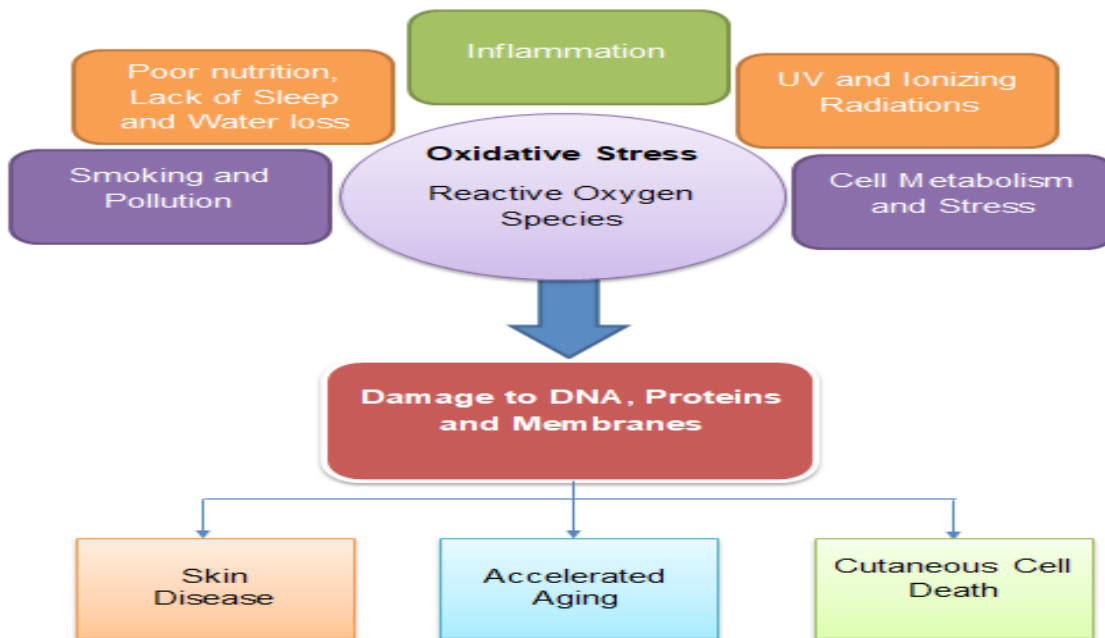 Inflammation
Poor nutrition,
Lack of Sleep
and Water loss
UV and Ionizing
Radiations
Smoking and
Pollution
Oxidative Stress
Reactive Oxygen
Species
Cell Metabolism
and Stress
Damage to DNA, Proteins
and Membranes
Skin
Disease
Accelerated
Aging
Cutaneous Cell
Death